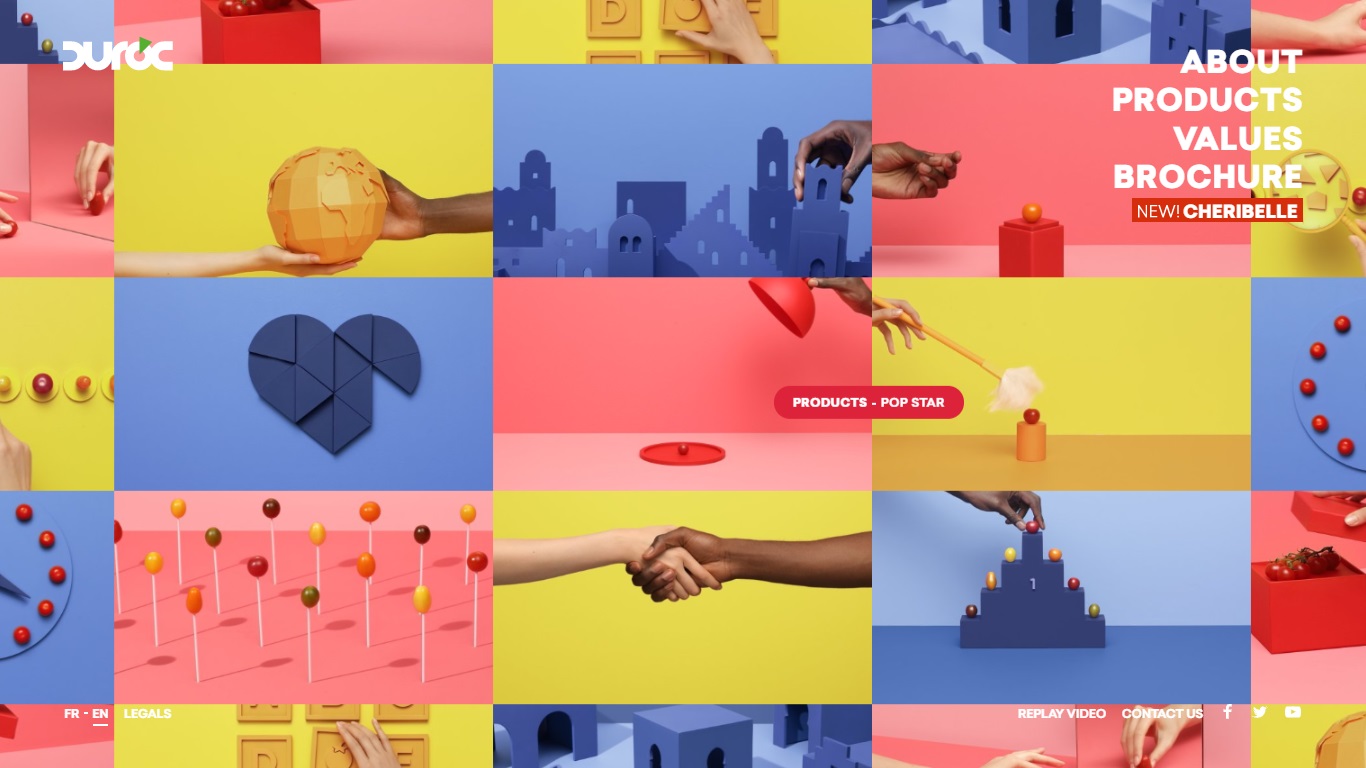 DUROC
ABOUT
PRODUCTS
VALUES
BROCHURE
NEW! CHERIBELLE
PRODUCTS - POP STAR
1
FR - EN
LEGALS
REPLAY VIDEO
CONTACT US